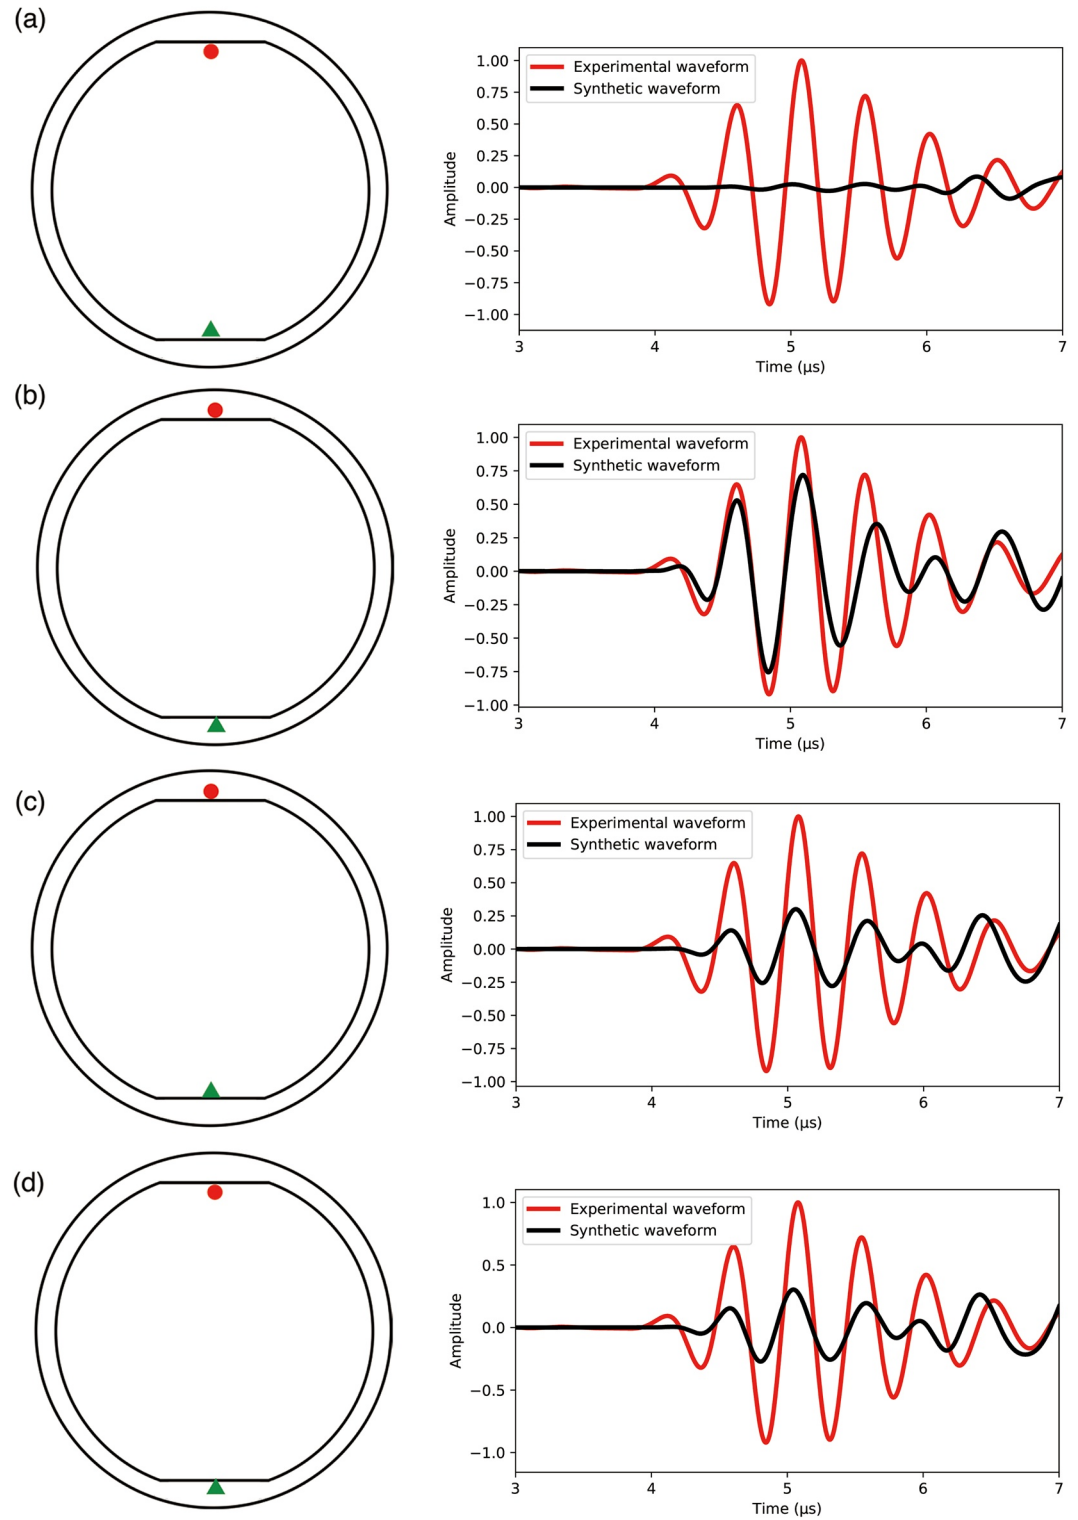 (a)
Experimental waveform
Synthetic waveform
1.00
0.75
0.50
0.25
0.00
−0.25
−0.50
−0.75
−1.00
Amplitude
3 4 5 6 7
Time (μs)
(b)
Experimental waveform
Synthetic waveform
1.00
0.75
0.50
0.25
0.00
−0.25
−0.50
−0.75
−1.00
Amplitude
3 4 5 6 7
Time (μs)
(c)
Experimental waveform
Synthetic waveform
1.00
0.75
0.50
0.25
0.00
−0.25
−0.50
−0.75
−1.00
Amplitude
3 4 5 6 7
Time (μs)
(d)
Experimental waveform
Synthetic waveform
1.0
0.5
0.0
−0.5
−1.0
Amplitude
3 4 5 6 7
Time (μs)